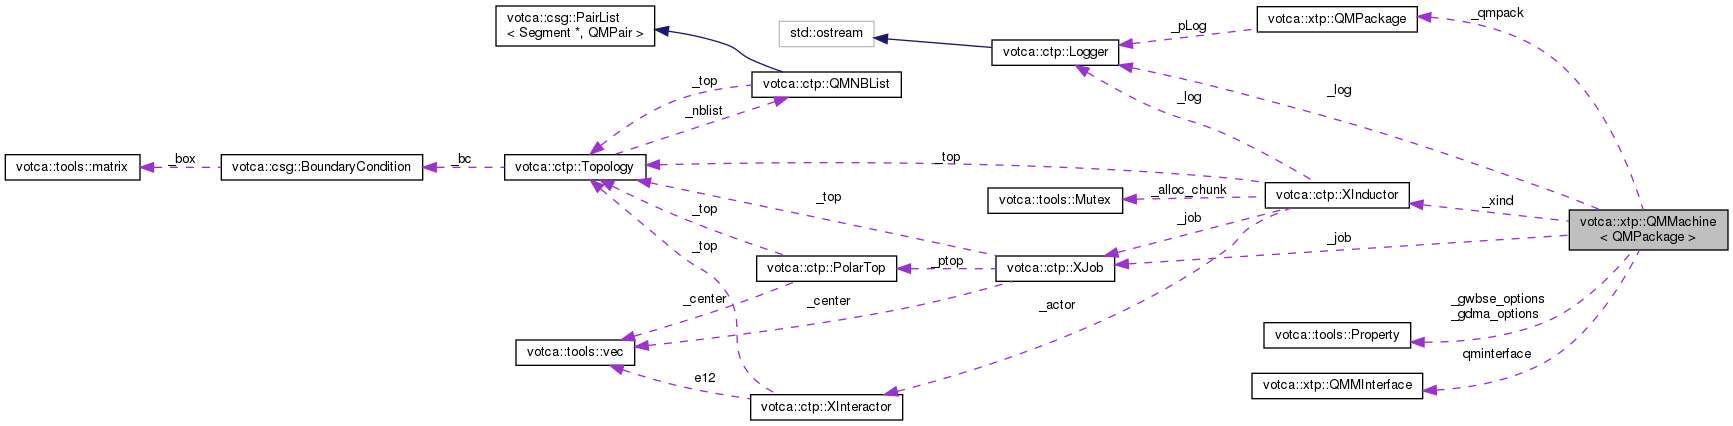 votca::csg::PairList
< Segment *, QMPair >
std::ostream
votca::xtp::QMPackage
_qmpack
_pLog
votca::ctp::Logger
_top
votca::ctp::QMNBList
_log
_log
_nblist
votca::tools::matrix
_box
votca::csg::BoundaryCondition
_bc
votca::ctp::Topology
_top
_alloc_chunk
votca::tools::Mutex
votca::ctp::XInductor
_xind
_top
_top
_job
votca::xtp::QMMachine
< QMPackage >
_job
_top
votca::ctp::PolarTop
_ptop
votca::ctp::XJob
_center
_center
_actor
_gwbse_options
_gdma_options
votca::tools::Property
votca::tools::vec
qminterface
e12
votca::xtp::QMMInterface
votca::ctp::XInteractor